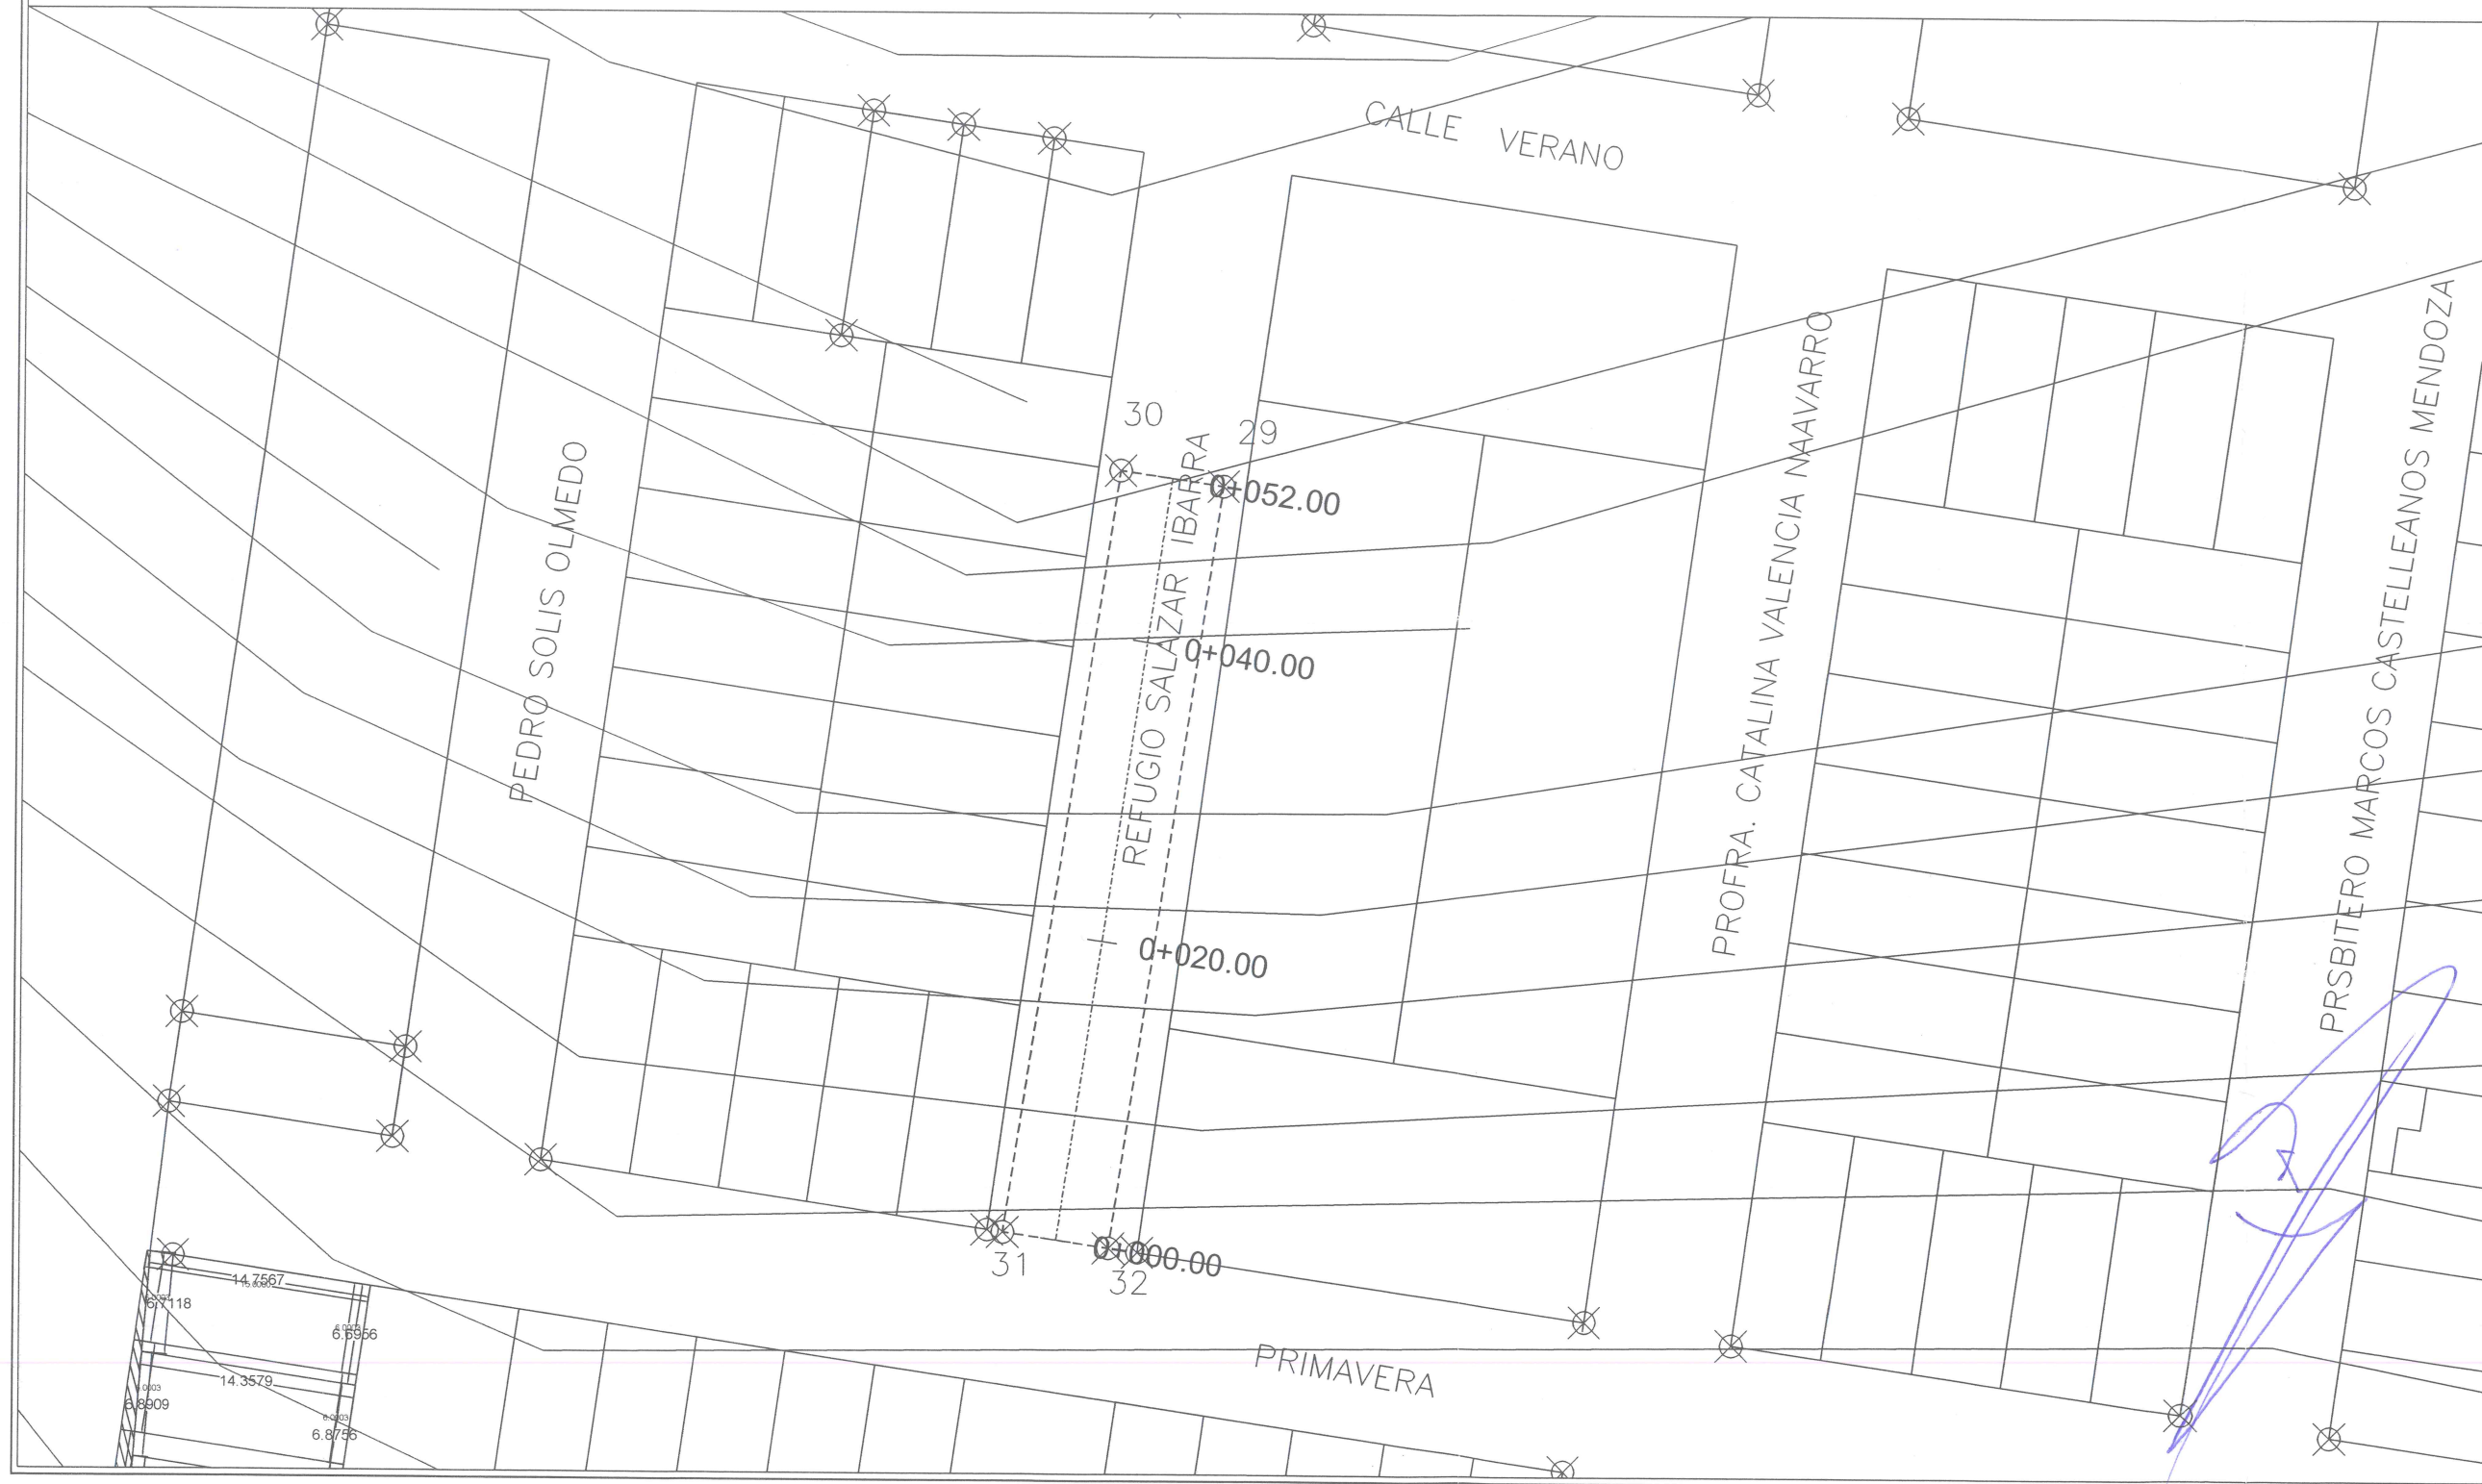 CALLE VERANO
30
29
0+052.00
PEDRO SOLIS OLMEDO
REFUGIO SALAZAR IBARRA
PROFRA. CATALINA VALENCIA NAAVARRO
PRSBITERO MARCOS CASTELLEANOS MENDOZA
0+040.00
0+020.00
0+000.00
31
32
14.7567
6.7118
6.6956
14.3579
6.8909
6.0003
6.8756
PRIMAVERA